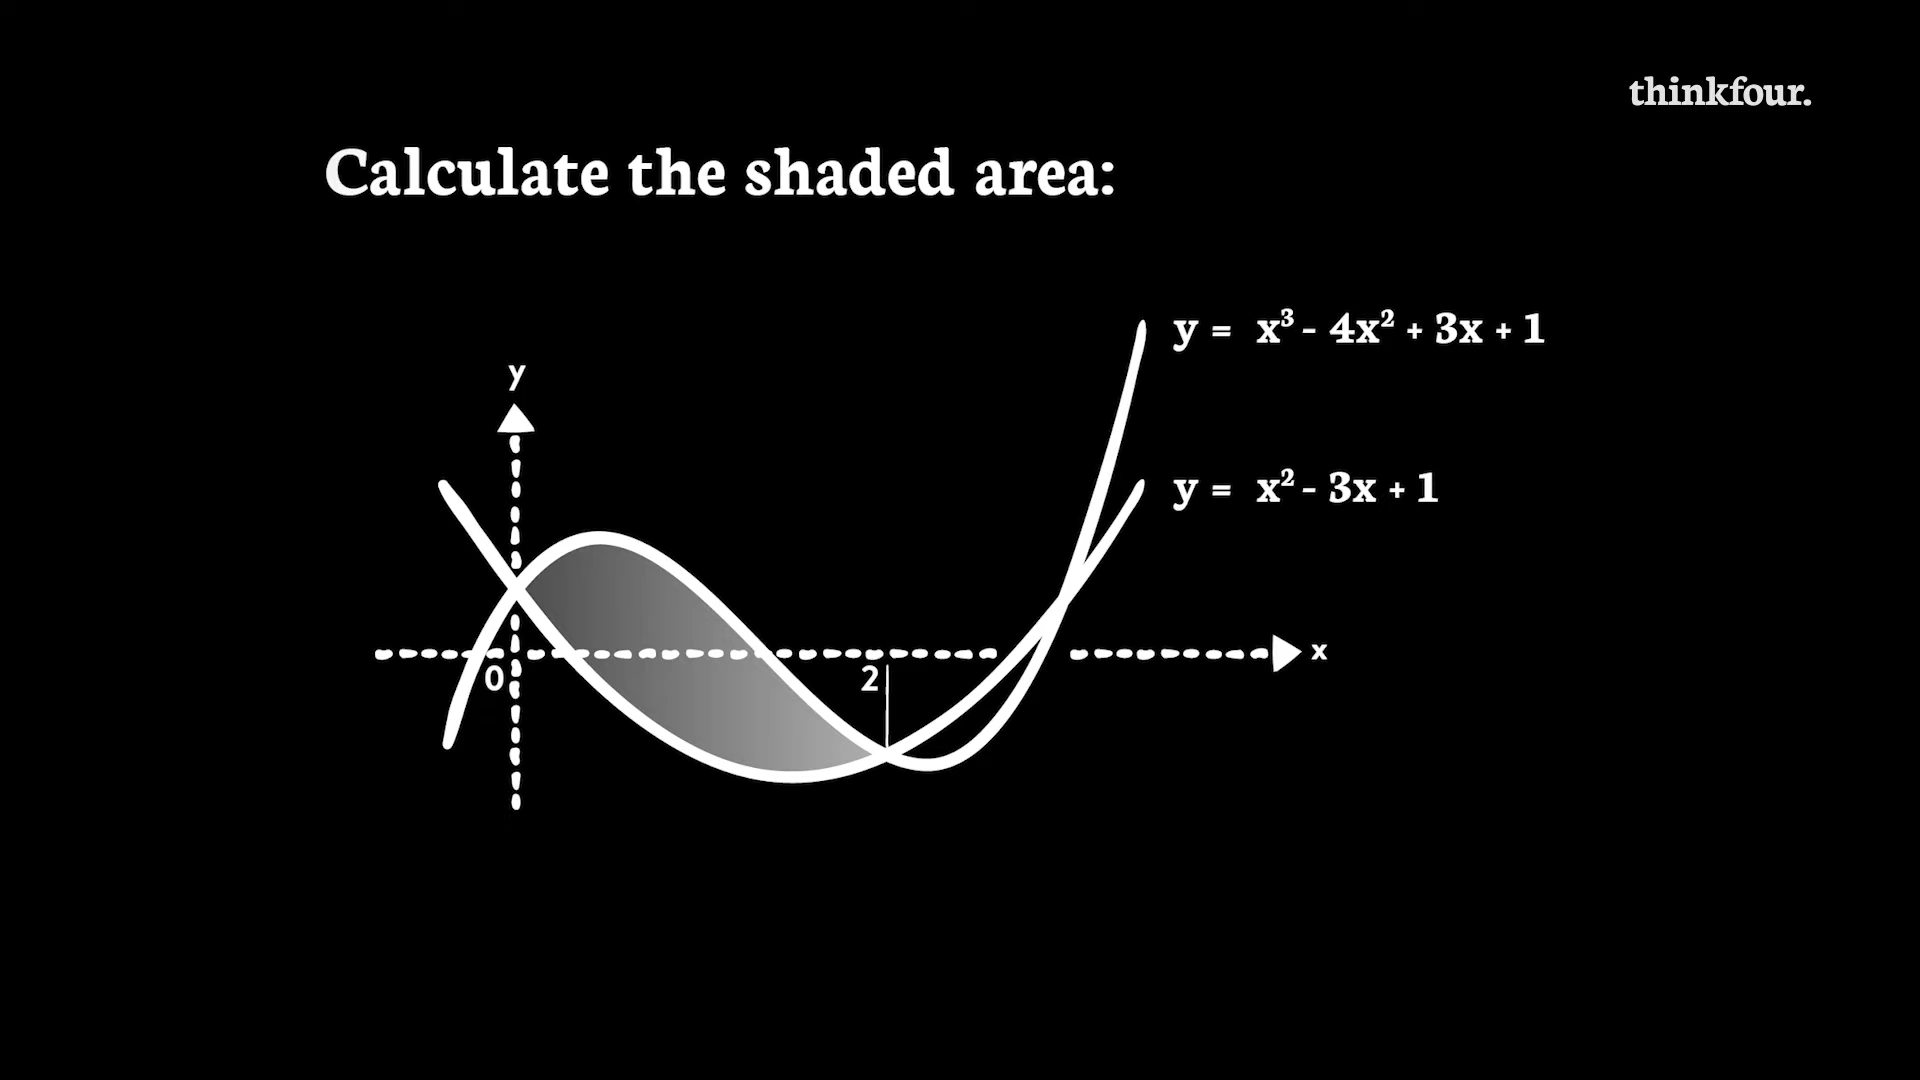 thinkfour.
Calculate the shaded area:
y = x³ - 4x² + 3x + 1
y
y = x² - 3x + 1
x
0
2